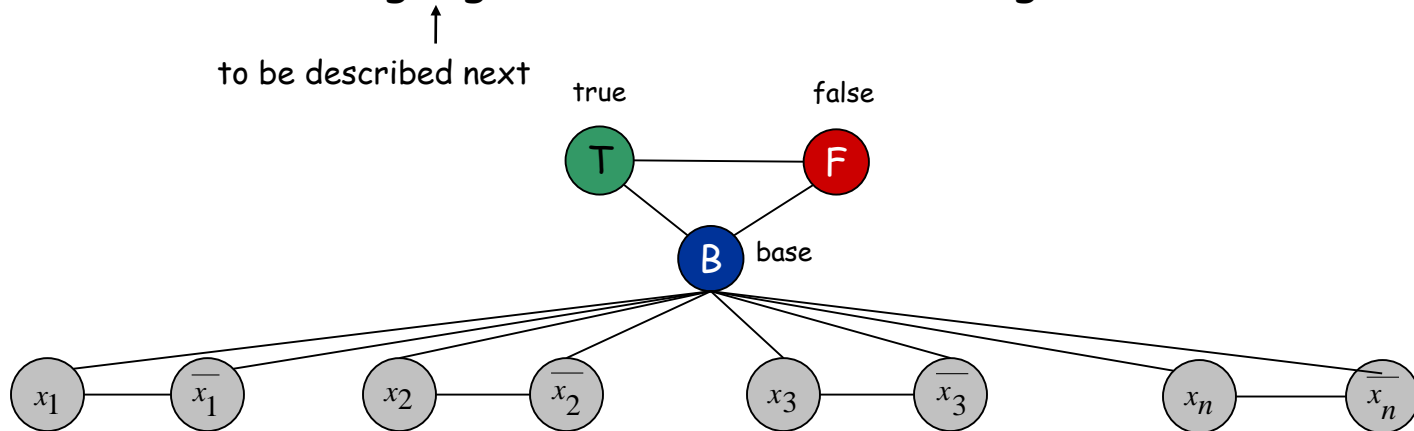 to be described next
true false
T F
B base
x1 x̅1 x2 x̅2 x3 x̅3 xn x̅n